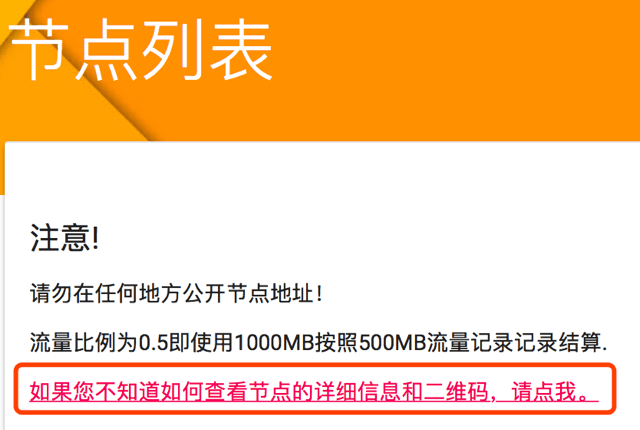 节点列表
注意!
请勿在任何地方公开节点地址！
流量比例为0.5即使用1000MB按照500MB流量记录记录结算.
如果您不知道如何查看节点的详细信息和二维码，请点我。